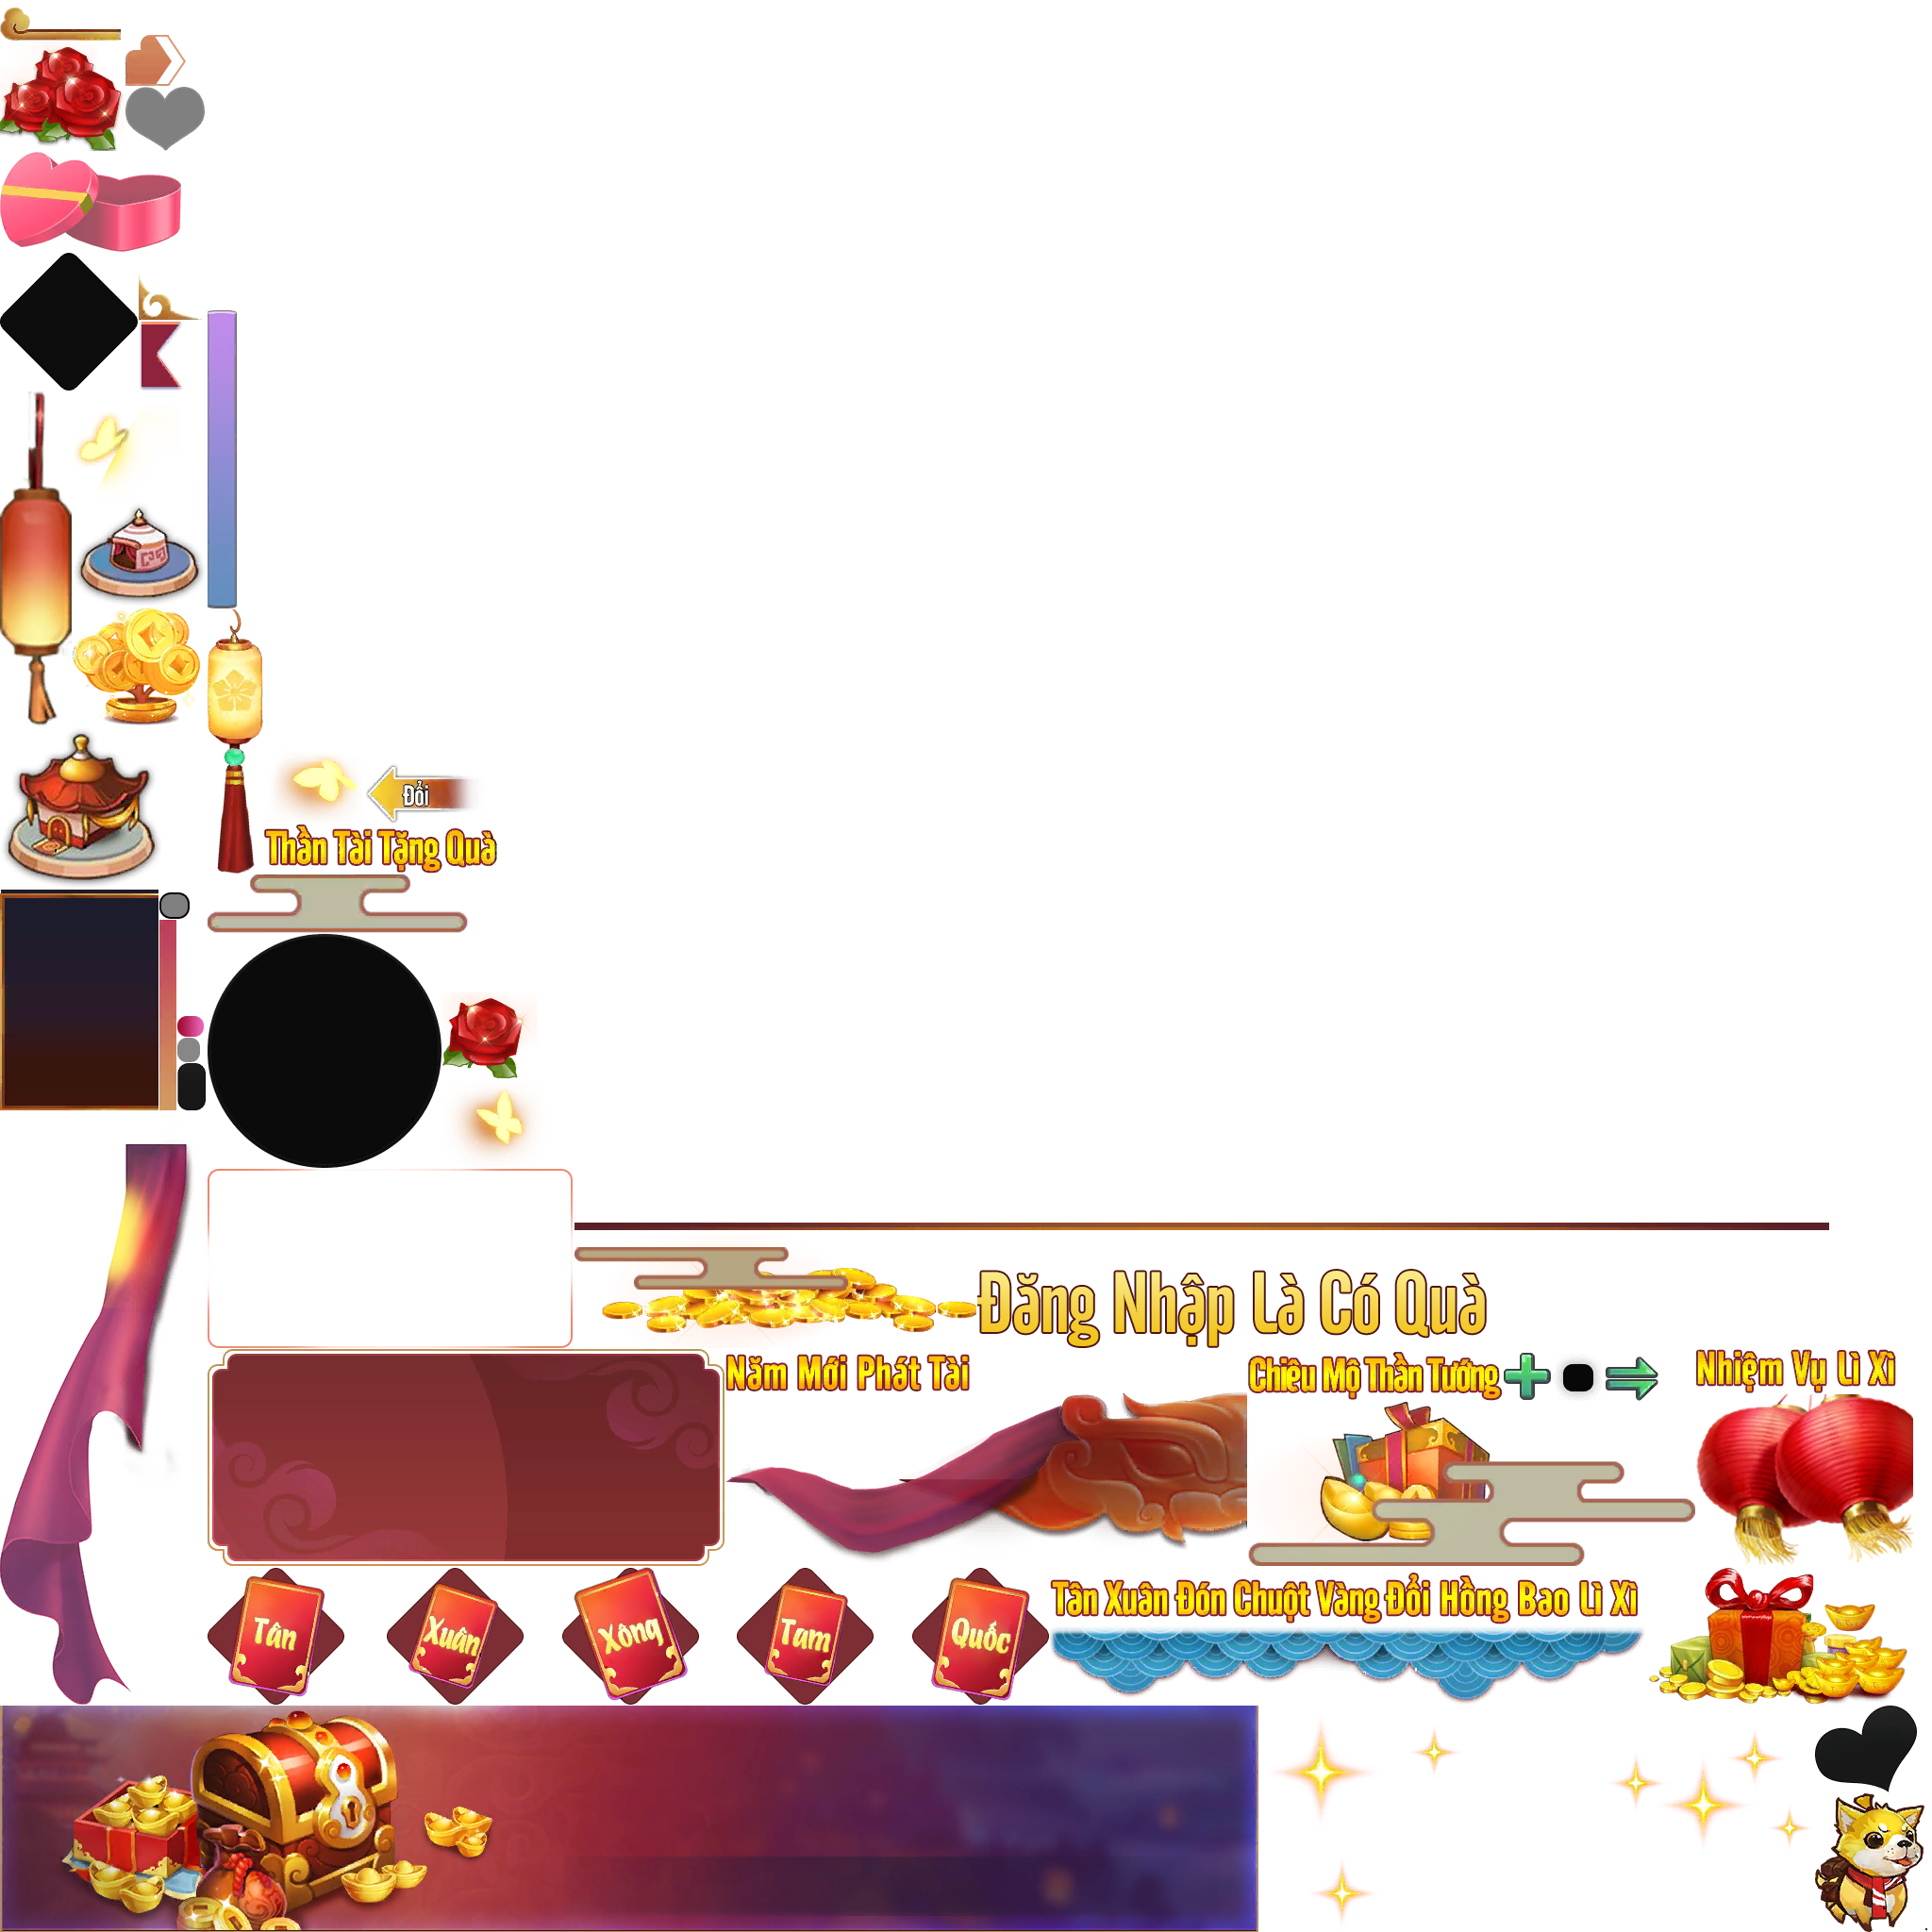 Đổi
Thần Tài Tặng Quà
Đăng Nhập Là Có Quà
Năm Mới Phát Tài
Chiêu Mộ Thần Tướng
Nhiệm Vụ Lì Xì
Tân
Xuân
Xông
Tam
Quốc
Tân Xuân Đón Chuột Vàng Đổi Hồng Bao Lì Xì